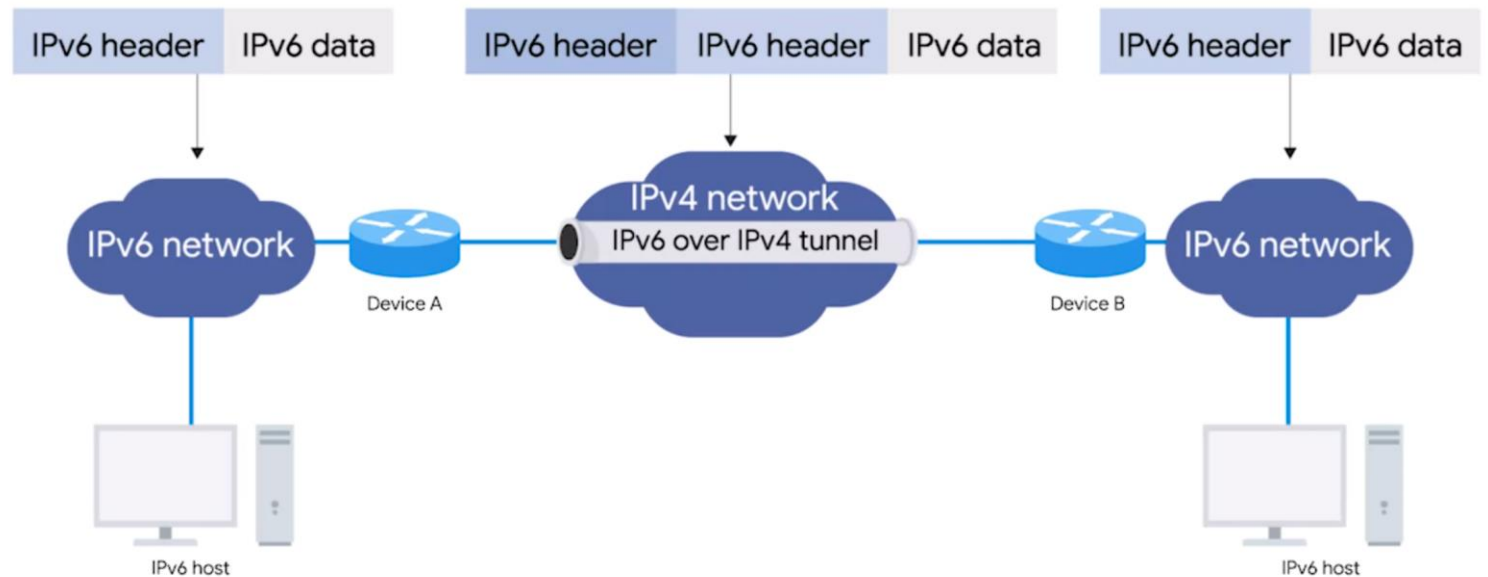 IPv6 header IPv6 data
IPv6 header IPv6 header IPv6 data
IPv6 header IPv6 data
IPv6 network
Device A
IPv4 network
IPv6 over IPv4 tunnel
Device B
IPv6 network
IPv6 host
IPv6 host